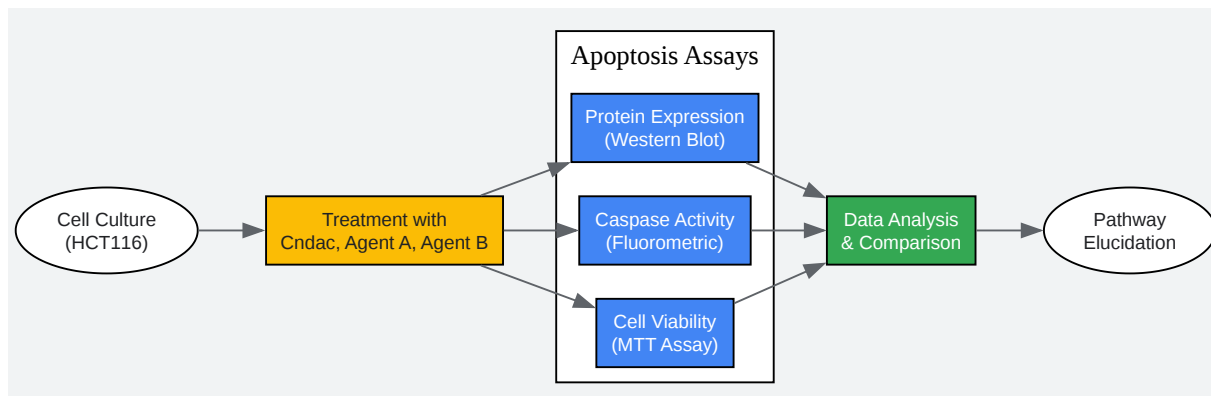 Apoptosis Assays
Cell Culture
(HCT116)
Treatment with
Cndac, Agent A, Agent B
Protein Expression
(Western Blot)
Caspase Activity
(Fluorometric)
Cell Viability
(MTT Assay)
Data Analysis
& Comparison
Pathway
Elucidation